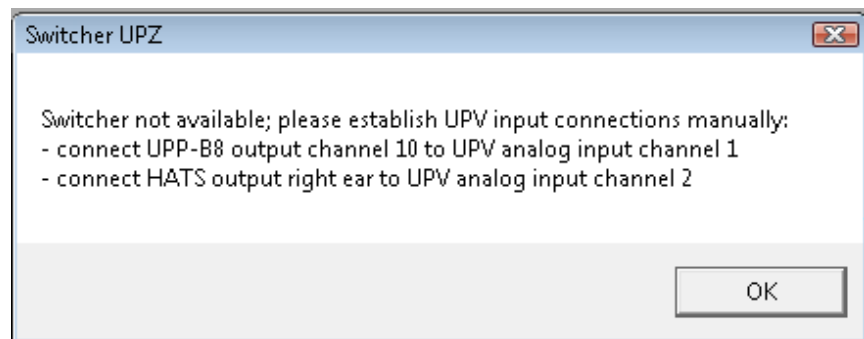 Switcher UPZ
Switcher not available; please establish UPV input connections manually:
- connect UPP-B8 output channel 10 to UPV analog input channel 1
- connect HATS output right ear to UPV analog input channel 2
OK